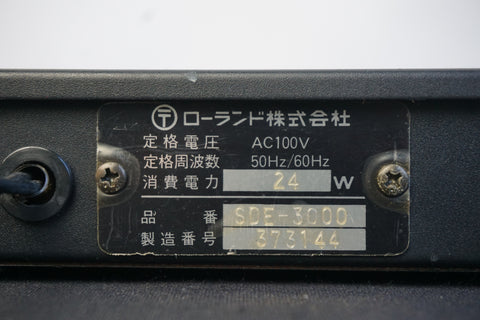 〒 ローランド株式会社
定格電圧 AC100V
定格周波数 50Hz/60Hz
消費電力 24 W
品番 SDE-3000
製造番号 373144